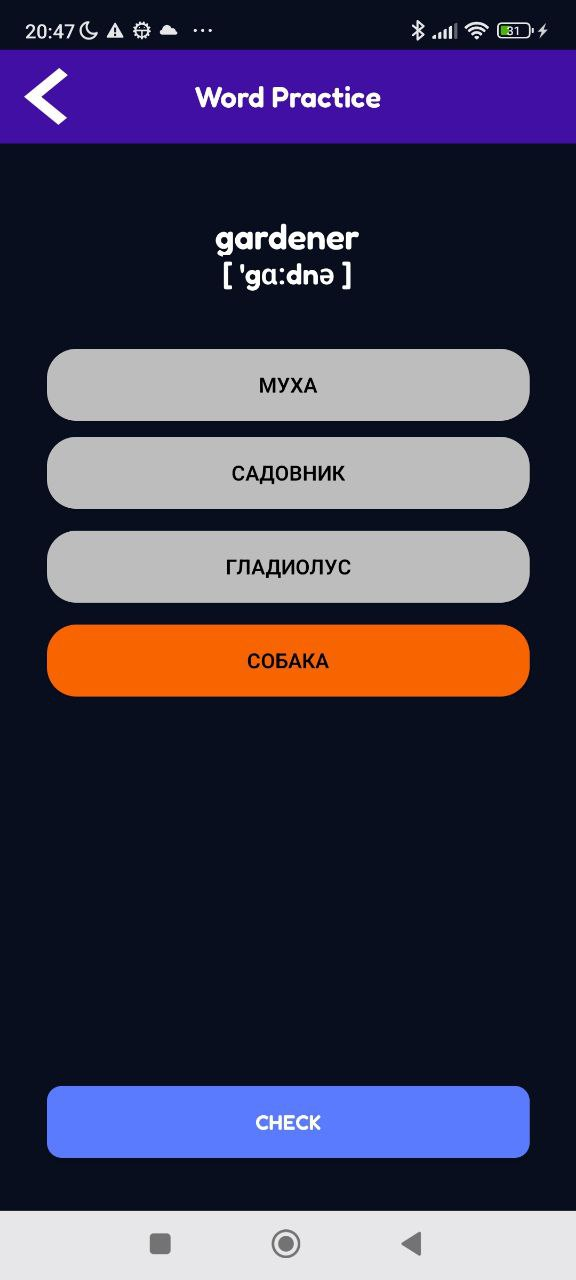 20:47
31
Word Practice
gardener
[ 'gɑ:dnə ]
МУХА
САДОВНИК
ГЛАДИОЛУС
СОБАКА
CHECK